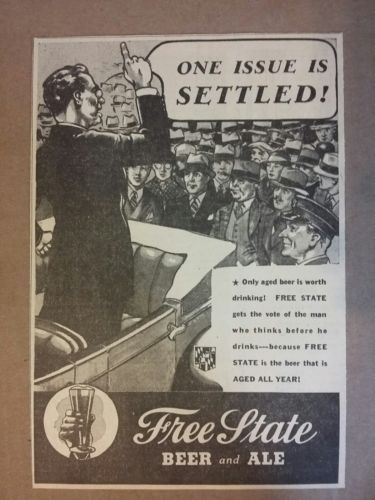 ONE ISSUE IS
SETTLED!
★ Only aged beer is worth
drinking! FREE STATE
gets the vote of the man
who thinks before he
drinks---because FREE
STATE is the beer that is
AGED ALL YEAR!
Free State
BEER and ALE